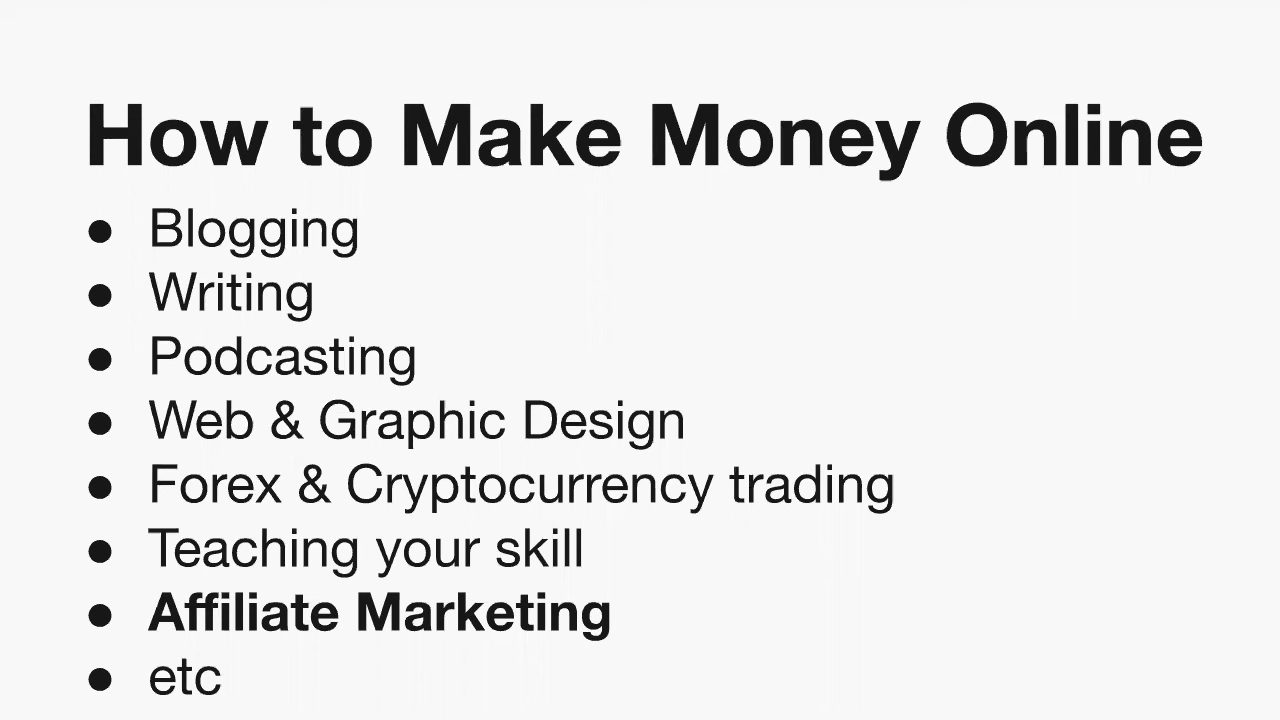 How to Make Money Online
● Blogging
● Writing
● Podcasting
● Web & Graphic Design
● Forex & Cryptocurrency trading
● Teaching your skill
● Affiliate Marketing
● etc